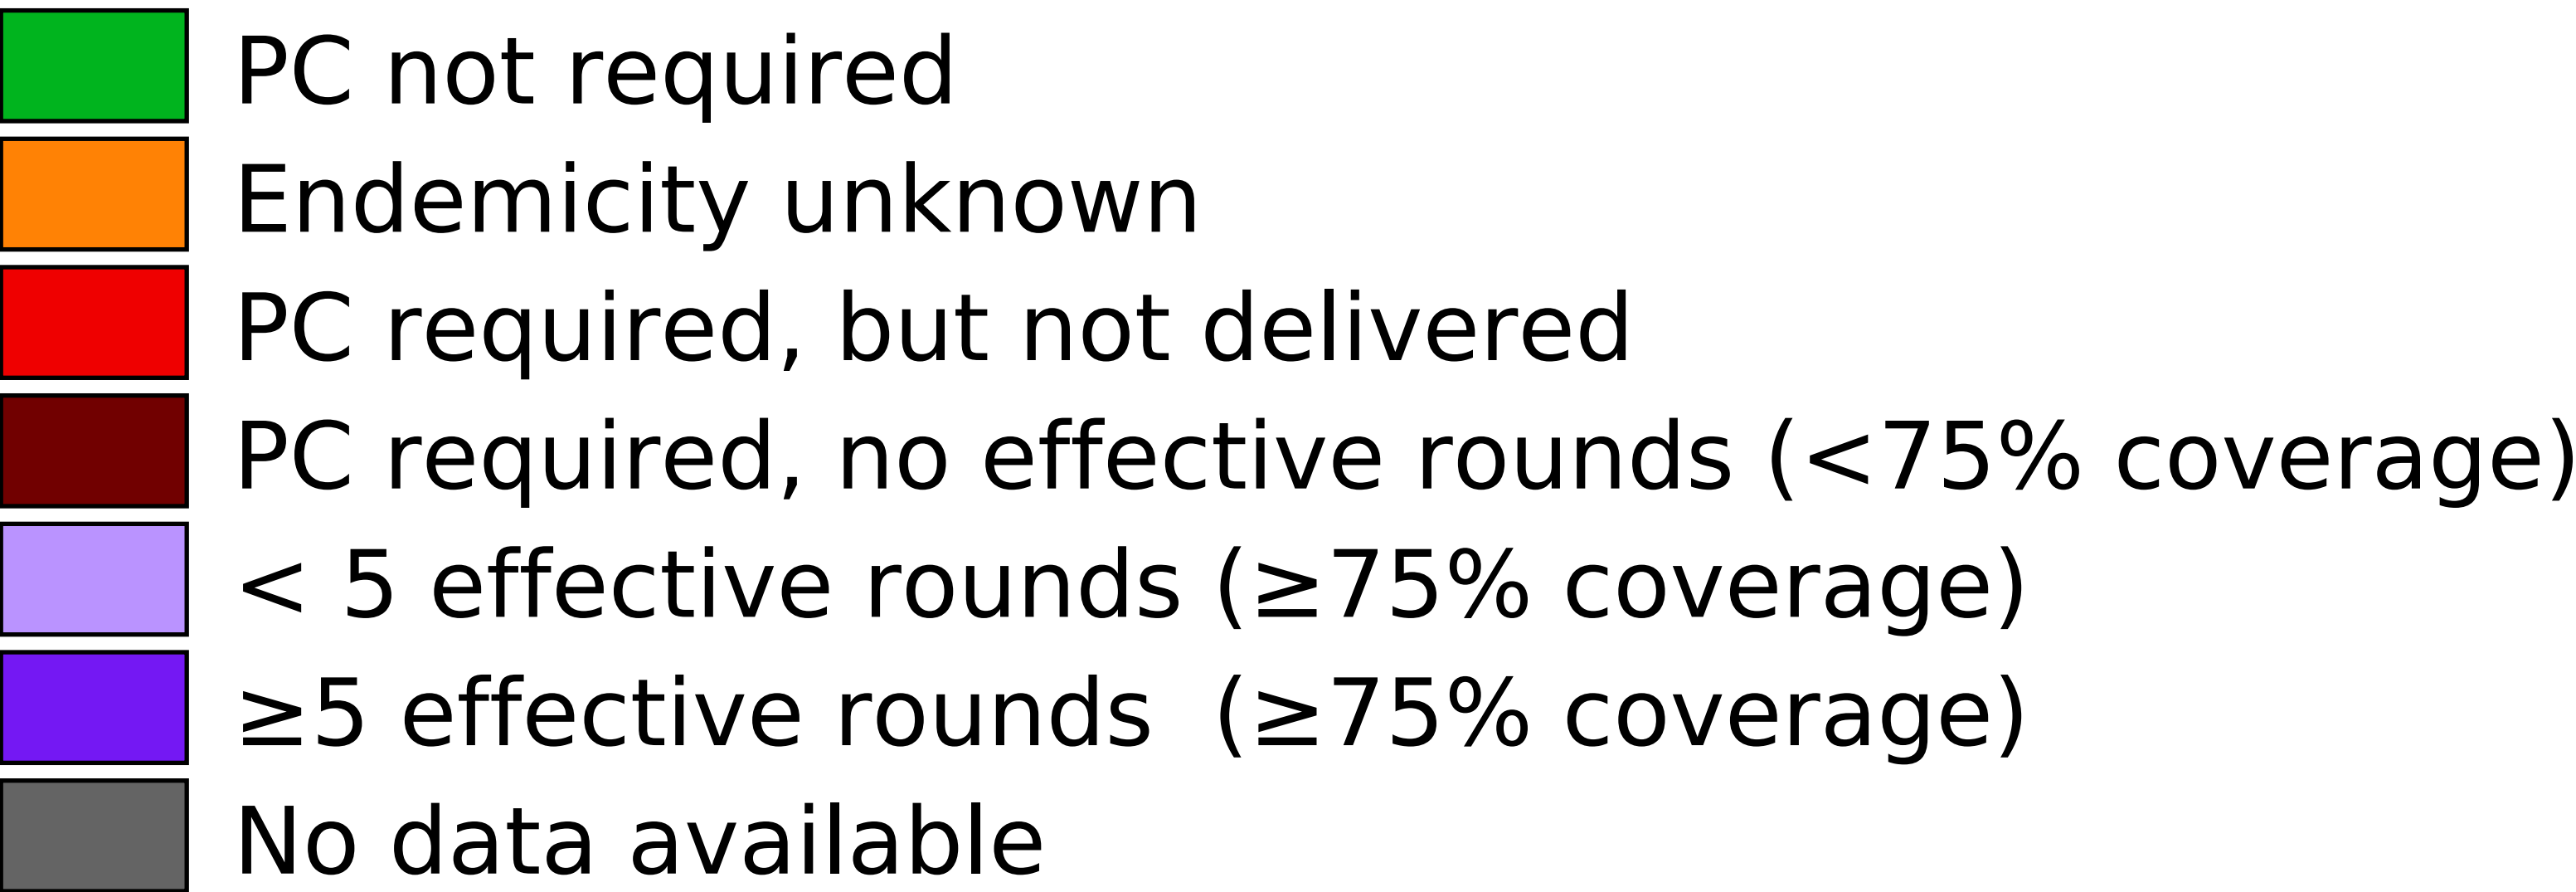 PC not required
Endemicity unknown
PC required, but not delivered
PC required, no effective rounds (<75% coverage)
< 5 effective rounds (≥75% coverage)
≥5 effective rounds  (≥75% coverage)
No data available